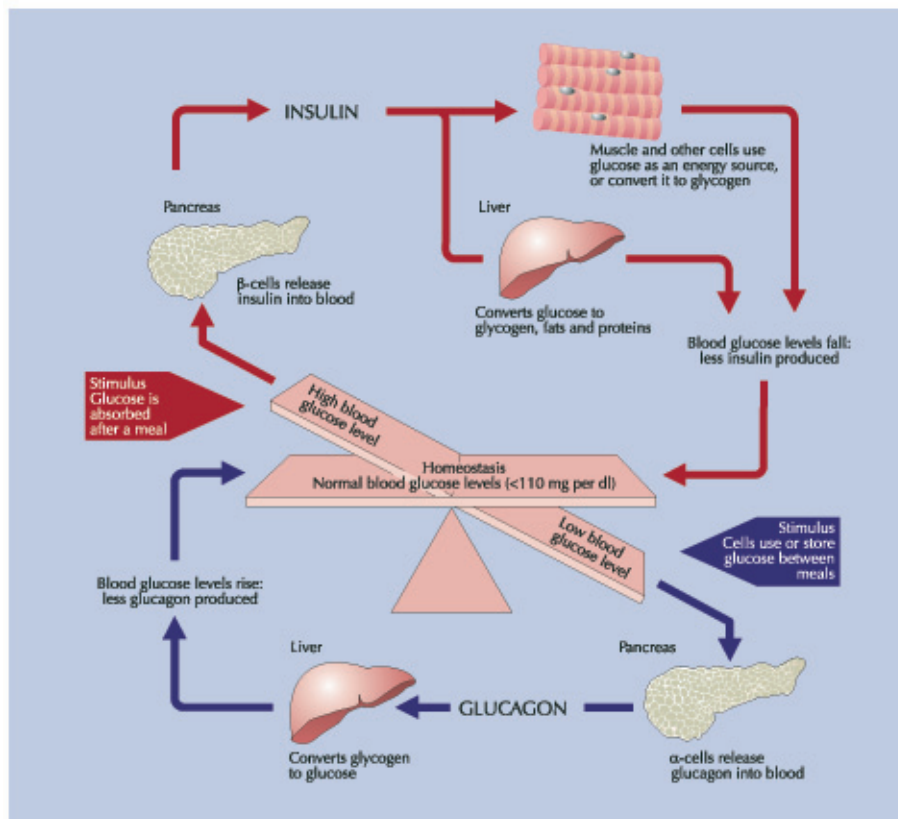 INSULIN
Muscle and other cells use
glucose as an energy source,
or convert it to glycogen
Pancreas
β-cells release
insulin into blood
Liver
Converts glucose to
glycogen, fats and proteins
Blood glucose levels fall:
less insulin produced
Stimulus
Glucose is
absorbed
after a meal
High blood
glucose level
Homeostasis
Normal blood glucose levels (<110 mg per dl)
Low blood
glucose level
Stimulus
Cells use or store
glucose between
meals
Blood glucose levels rise:
less glucagon produced
Liver
Converts glycogen
to glucose
GLUCAGON
Pancreas
α-cells release
glucagon into blood